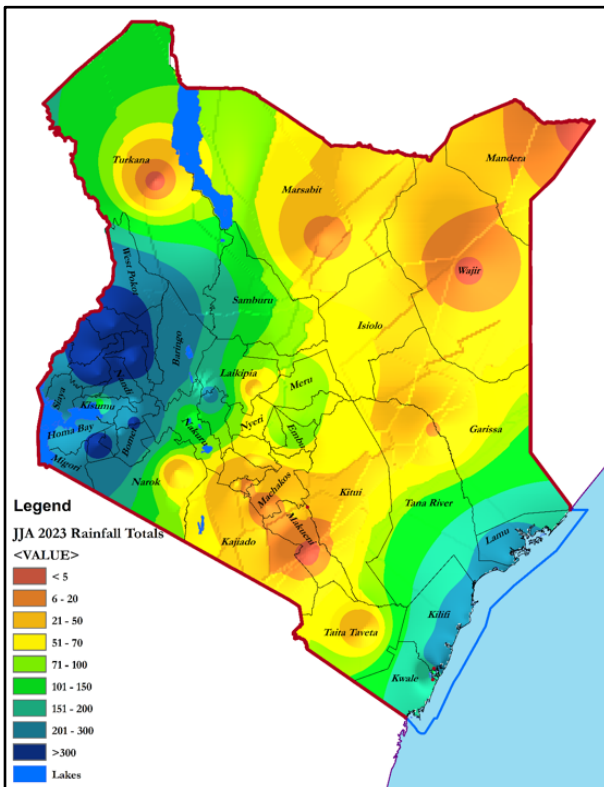 Turkana
Mandera
Marsabit
Wajir
West Pokot
Samburu
Isiolo
Baringo
Laikipia
Meru
Nandi
Siaya
Kisumu
Nyeri
Embu
Garissa
Homa Bay
Bomet
Nakuru
Migori
Narok
Machakos
Kitui
Tana River
Kajiado
Makueni
Lamu
Kilifi
Taita Taveta
Kwale
Legend
JJA 2023 Rainfall Totals
<VALUE>
< 5
6 - 20
21 - 50
51 - 70
71 - 100
101 - 150
151 - 200
201 - 300
>300
Lakes